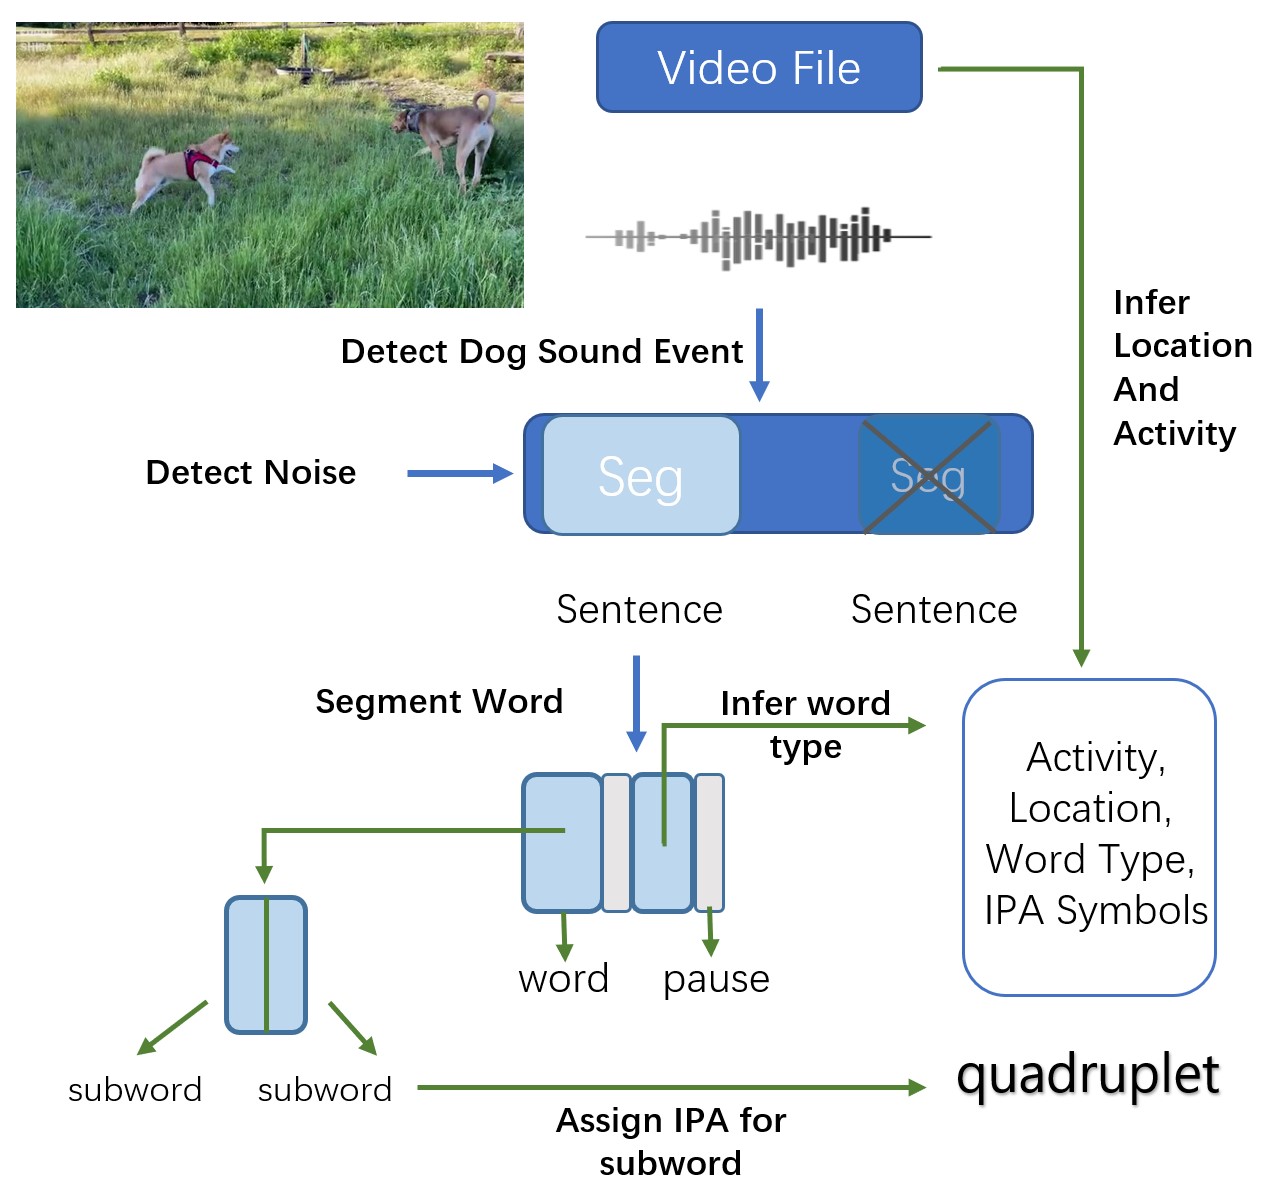 SHIBA
Video File
Infer
Location
And
Activity
Detect Dog Sound Event
Detect Noise
Seg
Seg
Sentence
Sentence
Segment Word
Infer word
type
Activity,
Location,
Word Type,
IPA Symbols
word
pause
subword
subword
quadruplet
Assign IPA for
subword